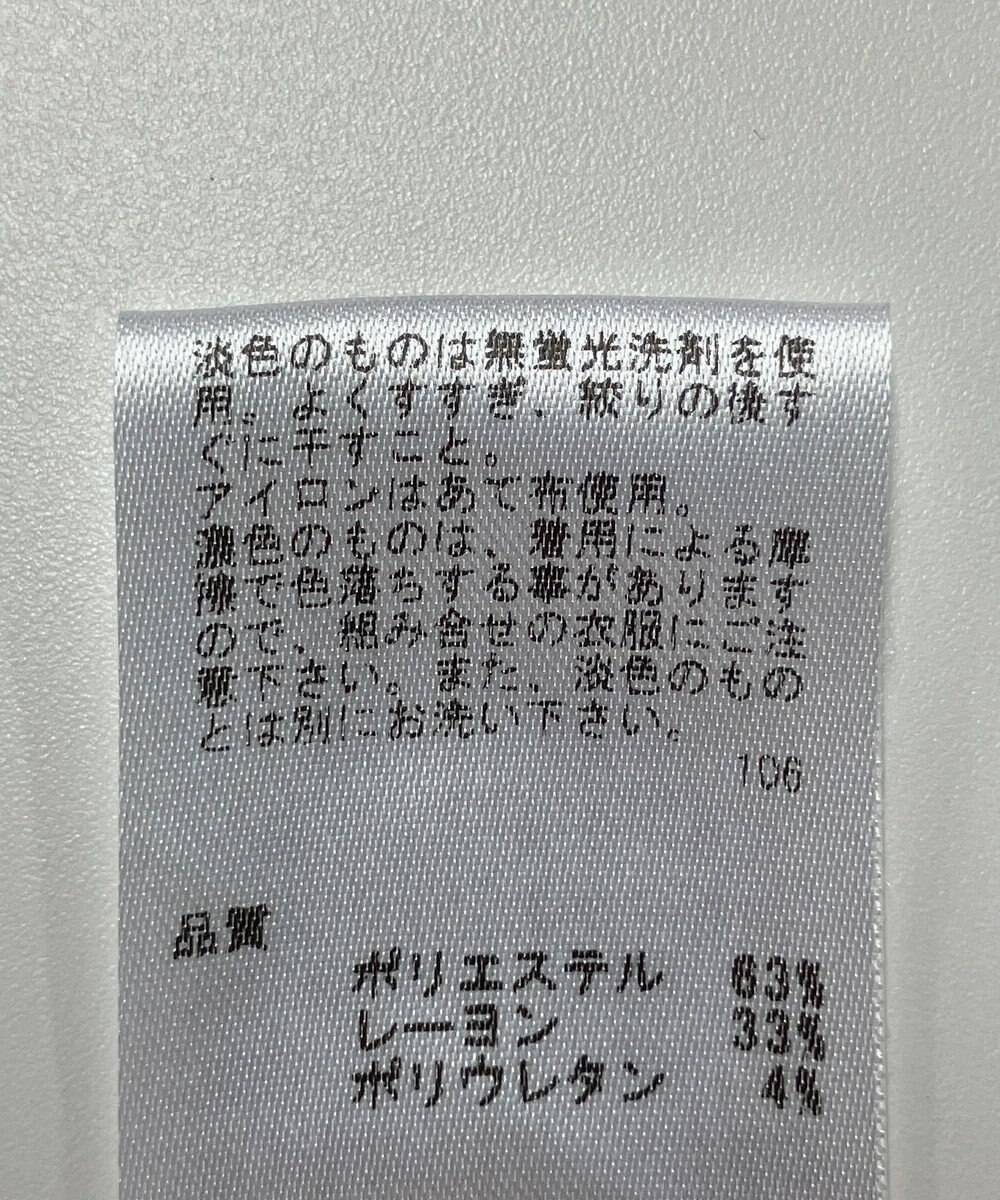 淡色のものは無蛍光洗剤を使
用。よくすすぎ、絞りの後す
ぐに干すこと。
アイロンはあて布使用。
濃色のものは、着用による摩
擦で色落ちする事があります
ので、組み合せの衣服にご注
意下さい。また、淡色のもの
とは別にお洗い下さい。
106
品質
ポリエステル 63%
レーヨン 33%
ポリウレタン 4%